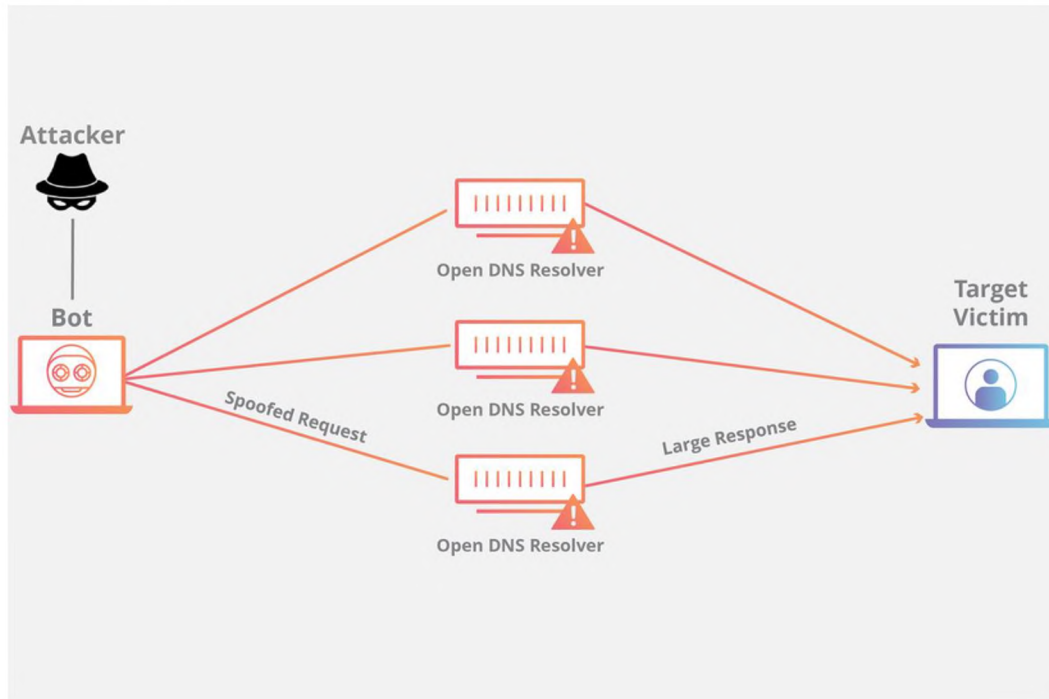 Attacker
Bot
Open DNS Resolver
Open DNS Resolver
Spoofed Request
Large Response
Open DNS Resolver
Target
Victim